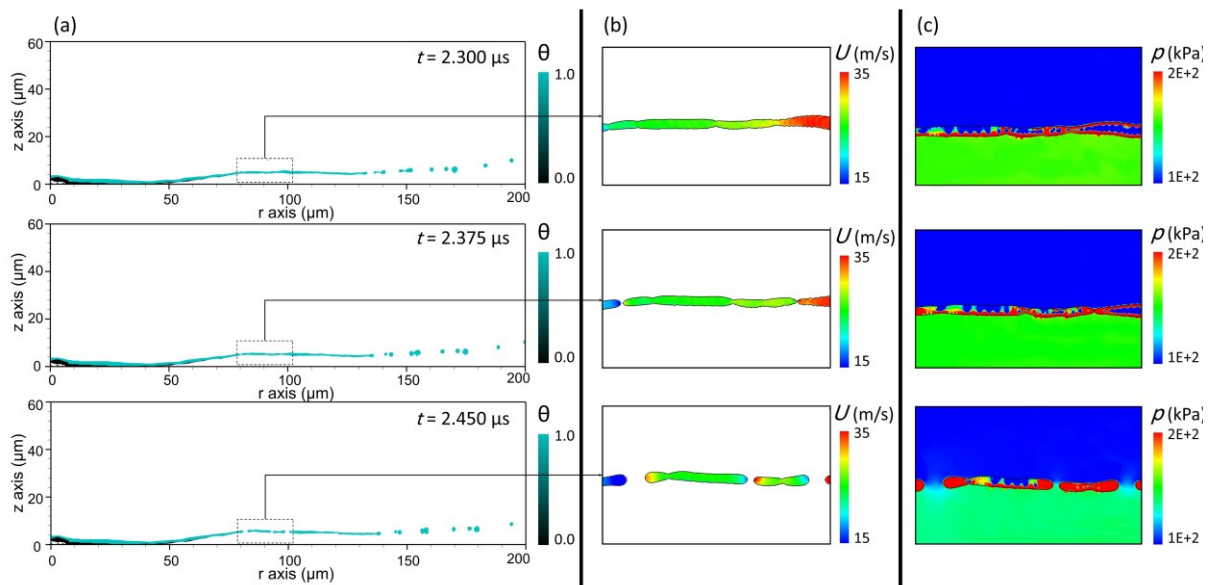 (a)
(b)
(c)
60
40
20
0
z axis (μm)
t = 2.300 μs
θ
1.0
0.0
0 50 100 150 200
r axis (μm)
U (m/s)
35
15
p (kPa)
2E+2
1E+2
60
40
20
0
z axis (μm)
t = 2.375 μs
θ
1.0
0.0
0 50 100 150 200
r axis (μm)
U (m/s)
35
15
p (kPa)
2E+2
1E+2
60
40
20
0
z axis (μm)
t = 2.450 μs
θ
1.0
0.0
0 50 100 150 200
r axis (μm)
U (m/s)
35
15
p (kPa)
2E+2
1E+2